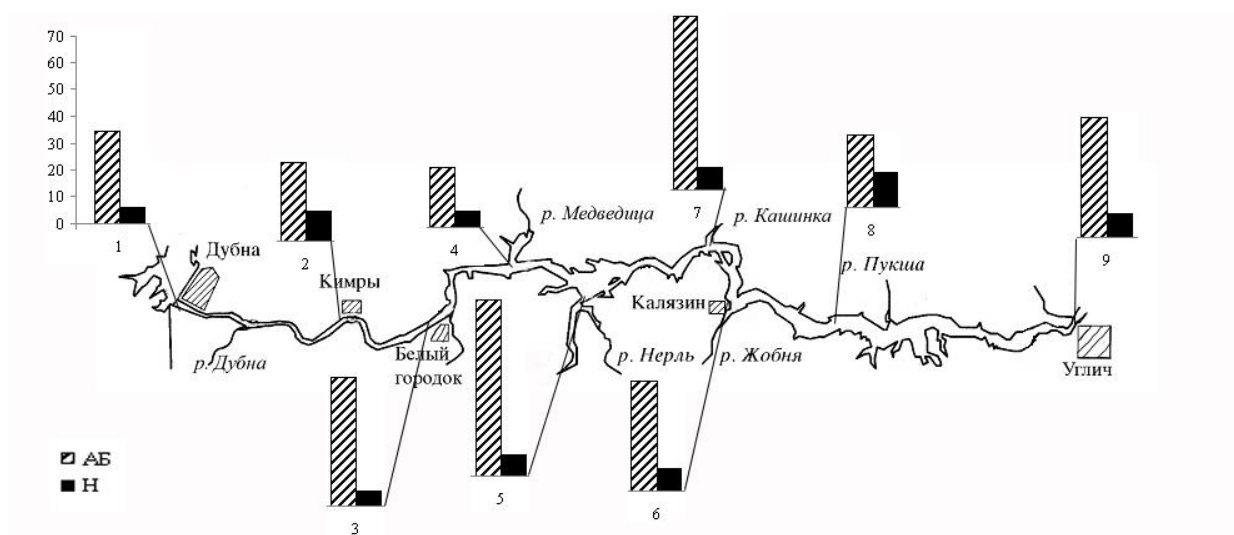 70
60
50
40
30
20
10
0
1
2
4
7
8
9
р. Медведица
р. Кашинка
Дубна
Кимры
р. Пукша
Калязин
р. Дубна
Белый
городок
р. Нерль
р. Жобня
Углич
АБ
Н
3
5
6